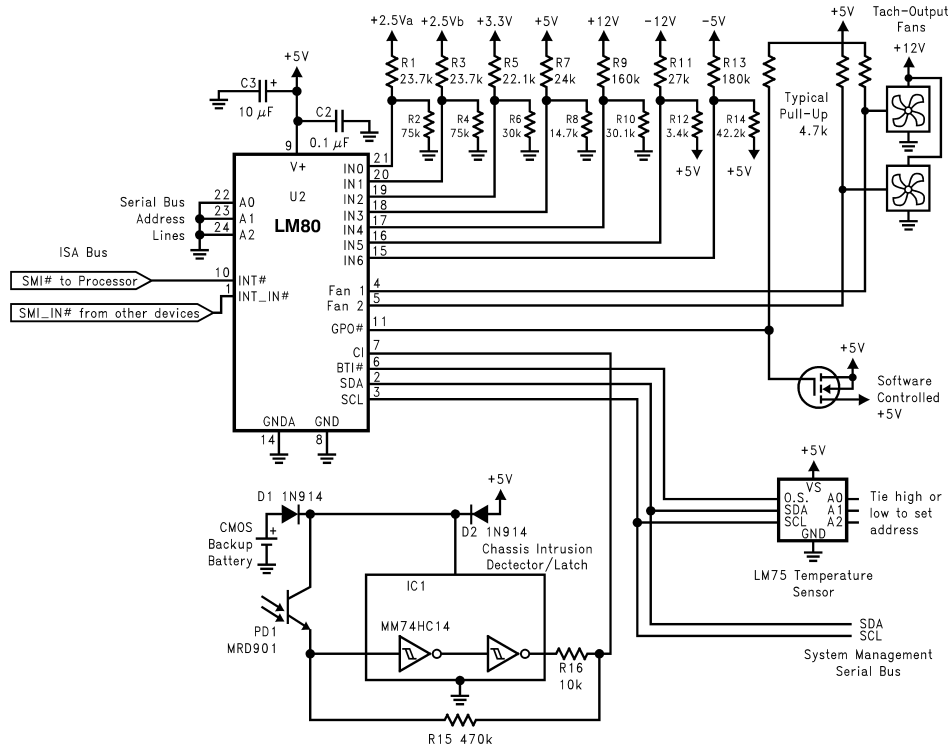 +2.5Va +2.5Vb +3.3V +5V +12V −12V −5V
+5V
Tach-Output
Fans
+12V
+5V
C3 +
10 µF
C2
0.1 µF
R1
23.7k
R3
23.7k
R5
22.1k
R7
24k
R9
160k
R11
27k
R13
180k
R2
75k
R4
75k
R6
30k
R8
14.7k
R10
30.1k
R12
3.4k
R14
42.2k
+5V +5V
Typical
Pull-Up
4.7k
9
V+
U2
LM80
21
IN0
20
IN1
19
IN2
18
IN3
17
IN4
16
IN5
15
IN6
Serial Bus
Address
Lines
22
A0
23
A1
24
A2
ISA Bus
SMI# to Processor
10
INT#
1
INT_IN#
SMI_IN# from other devices
Fan 1 4
Fan 2 5
GPO# 11
CI 7
BTI# 6
SDA 2
SCL 3
GNDA GND
14 8
+5V
Software
Controlled
+5V
+5V
VS
O.S. A0
SDA A1
SCL A2
GND
Tie high or
low to set
address
LM75 Temperature
Sensor
D1 1N914
+5V
D2 1N914
CMOS
Backup
Battery
+
Chassis Intrusion
Dectector/Latch
IC1
MM74HC14
PD1
MRD901
R16
10k
R15 470k
SDA
SCL
System Management
Serial Bus